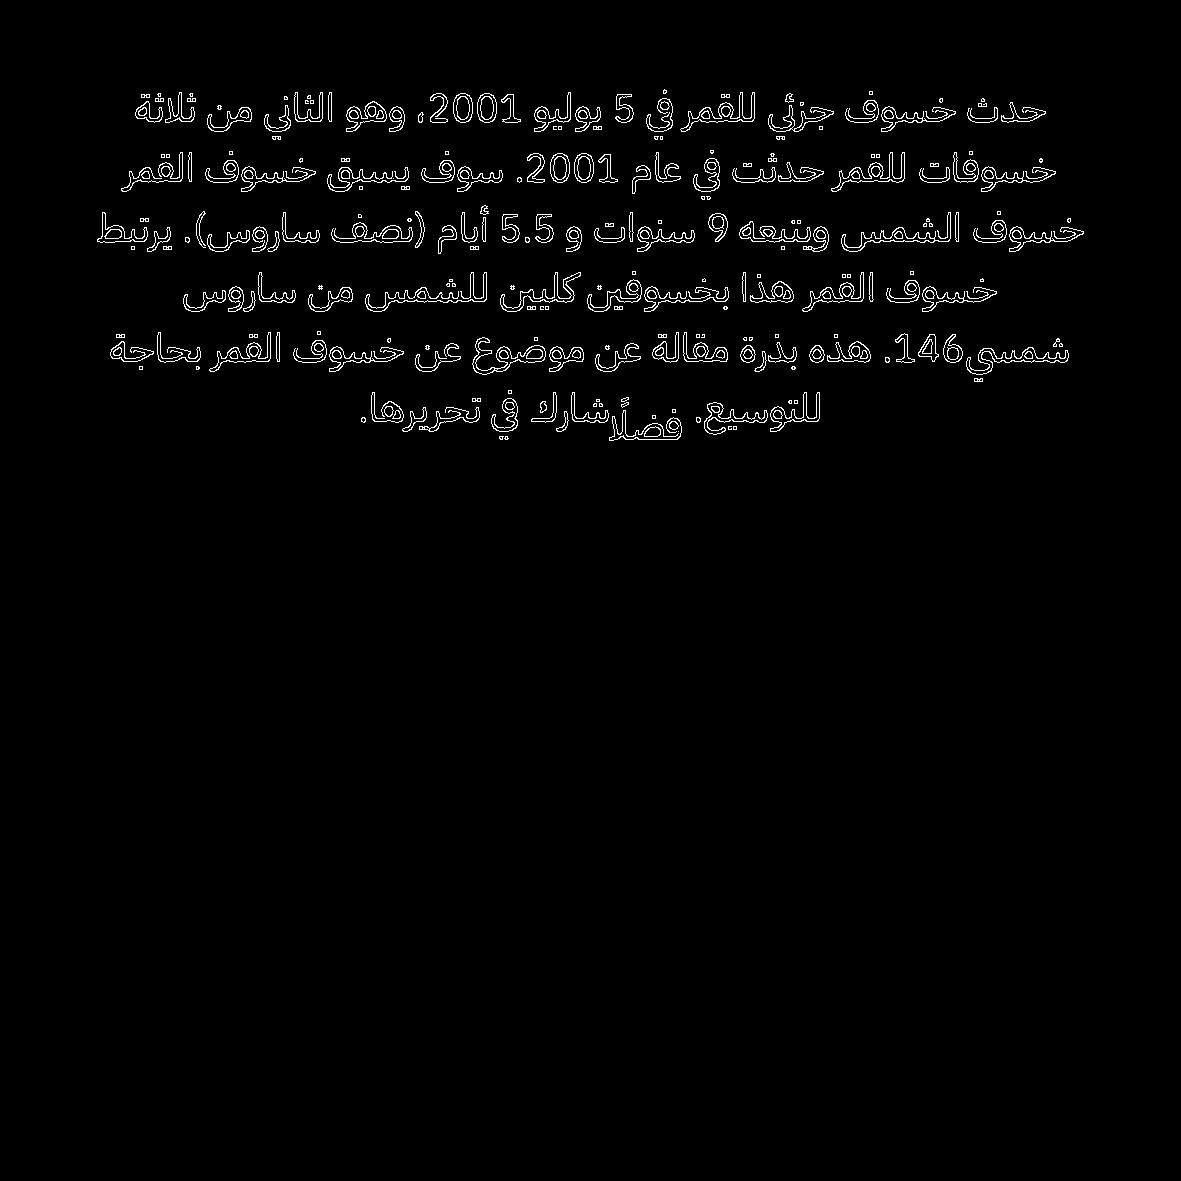 حدث خسوف جزئي للقمر في 5 يوليو 2001، وهو الثاني من ثلاثة
خسوفات للقمر حدثت في عام 2001. سوف يسبق خسوف القمر
خسوف الشمس ويتبعه 9 سنوات و 5.5 أيام (نصف ساروس). يرتبط
خسوف القمر هذا بخسوفين كليين للشمس من ساروس
شمسي146. هذه بذرة مقالة عن موضوع عن خسوف القمر بحاجة
للتوسيع. فضلًا شارك في تحريرها.